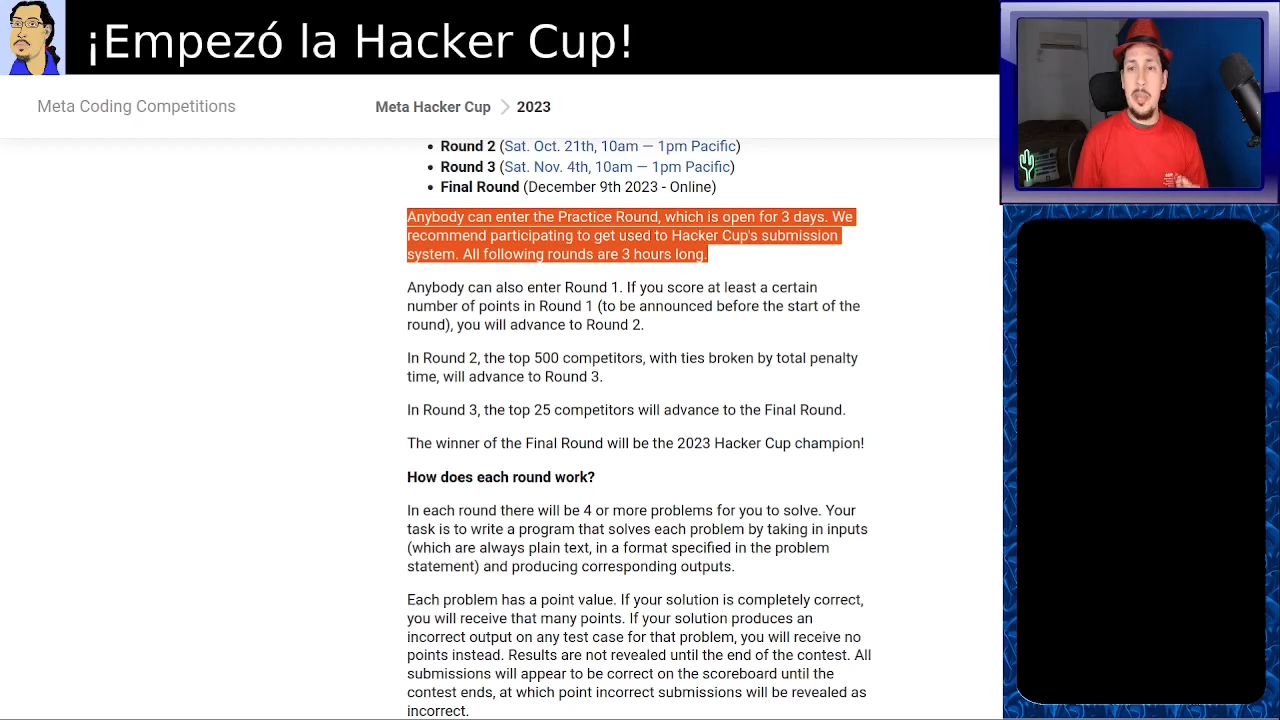 ¡Empezó la Hacker Cup!
Meta Coding Competitions
Meta Hacker Cup > 2023
• Round 2 (Sat. Oct. 21th, 10am — 1pm Pacific)
• Round 3 (Sat. Nov. 4th, 10am — 1pm Pacific)
• Final Round (December 9th 2023 - Online)
Anybody can enter the Practice Round, which is open for 3 days. We
recommend participating to get used to Hacker Cup's submission
system. All following rounds are 3 hours long.
Anybody can also enter Round 1. If you score at least a certain
number of points in Round 1 (to be announced before the start of the
round), you will advance to Round 2.
In Round 2, the top 500 competitors, with ties broken by total penalty
time, will advance to Round 3.
In Round 3, the top 25 competitors will advance to the Final Round.
The winner of the Final Round will be the 2023 Hacker Cup champion!
How does each round work?
In each round there will be 4 or more problems for you to solve. Your
task is to write a program that solves each problem by taking in inputs
(which are always plain text, in a format specified in the problem
statement) and producing corresponding outputs.
Each problem has a point value. If your solution is completely correct,
you will receive that many points. If your solution produces an
incorrect output on any test case for that problem, you will receive no
points instead. Results are not revealed until the end of the contest. All
submissions will appear to be correct on the scoreboard until the
contest ends, at which point incorrect submissions will be revealed as
incorrect.